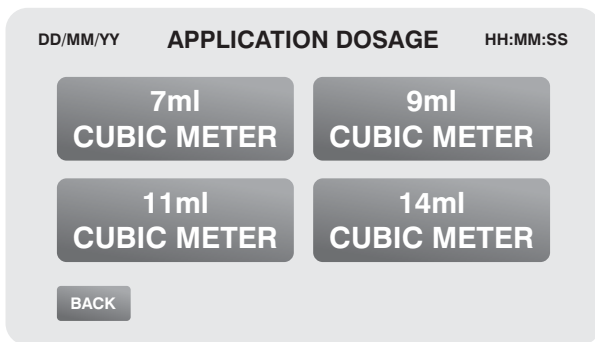 DD/MM/YY APPLICATION DOSAGE HH:MM:SS
7ml
CUBIC METER
9ml
CUBIC METER
11ml
CUBIC METER
14ml
CUBIC METER
BACK